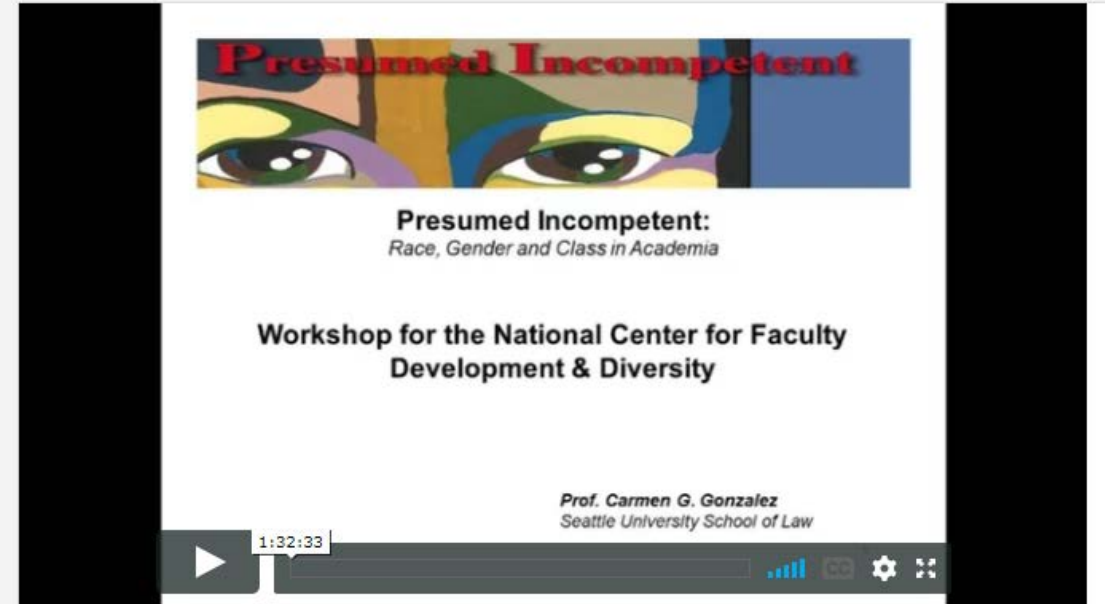 Presumed Incompetent
Presumed Incompetent:
Race, Gender and Class in Academia
Workshop for the National Center for Faculty
Development & Diversity
Prof. Carmen G. Gonzalez
Seattle University School of Law
1:32:33
CC